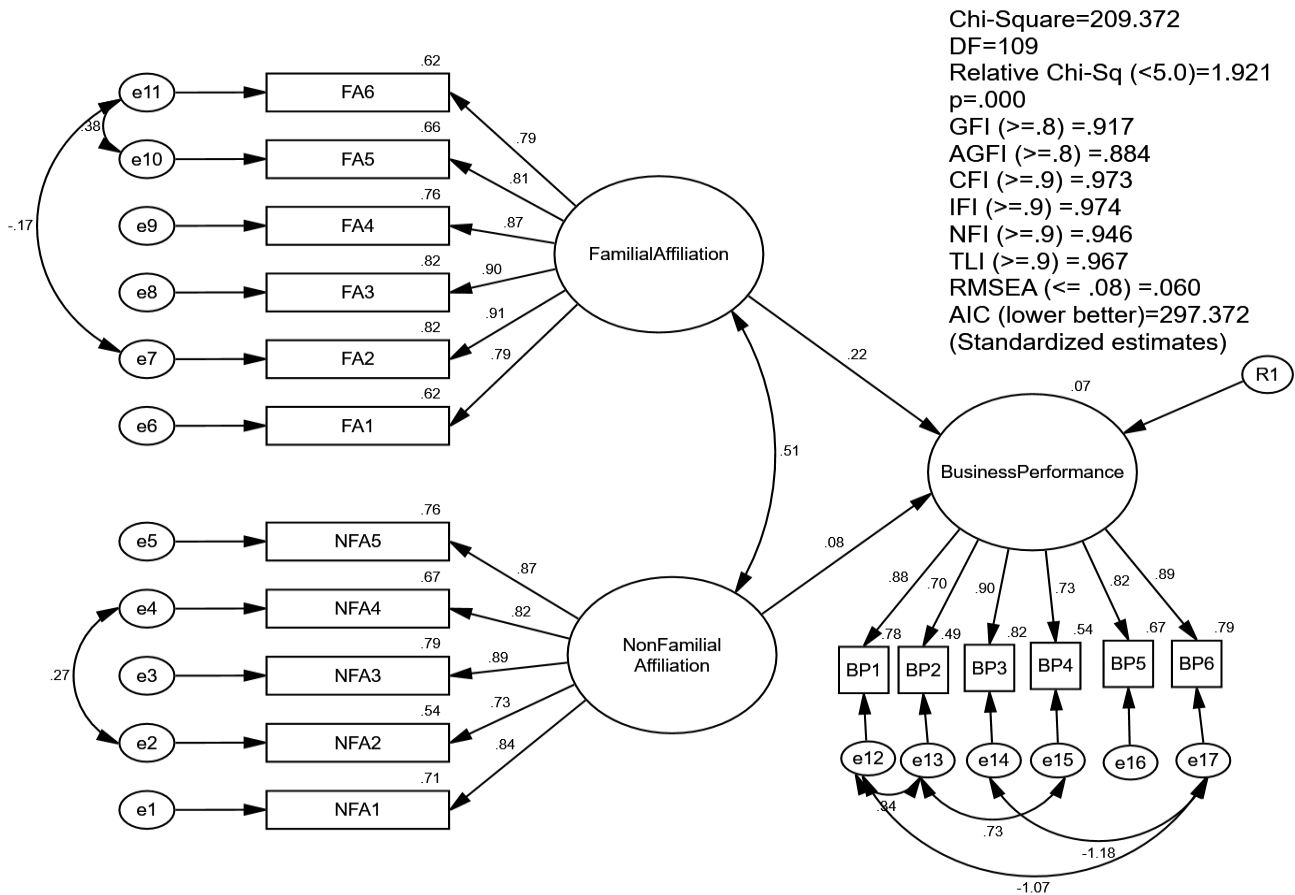 Chi-Square=209.372
DF=109
Relative Chi-Sq (<5.0)=1.921
p=.000
GFI (>=.8) =.917
AGFI (>=.8) =.884
CFI (>=.9) =.973
IFI (>=.9) =.974
NFI (>=.9) =.946
TLI (>=.9) =.967
RMSEA (<= .08) =.060
AIC (lower better)=297.372
(Standardized estimates)
.62
e11
FA6
.38
.79
.66
e10
FA5
.81
.76
e9
FA4
.87
-.17
FamilialAffiliation
.82
e8
FA3
.90
.82
e7
FA2
.91
.79
.62
e6
FA1
.22
.51
.07
R1
BusinessPerformance
.76
e5
NFA5
.87
.08
.67
e4
NFA4
.82
.79
e3
NFA3
.89
.27
NonFamilial
Affiliation
.54
e2
NFA2
.73
.84
.71
e1
NFA1
.88
.70
.90
.73
.82
.89
.78
.49
.82
.54
.67
.79
BP1
BP2
BP3
BP4
BP5
BP6
e12
e13
e14
e15
e16
e17
.34
.73
-1.18
-1.07